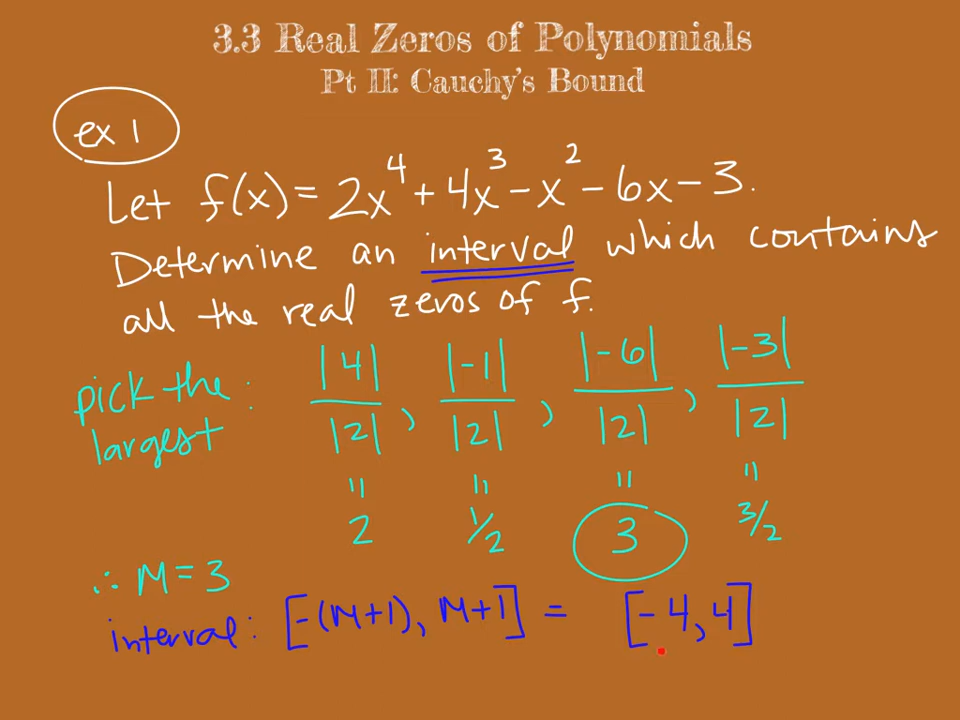 3.3 Real Zeros of Polynomials
Pt II: Cauchy's Bound
ex 1
Let f(x) = 2x⁴ + 4x³ - x² - 6x - 3.
Determine an interval which contains
all the real zeros of f.
pick the largest: |4|/|2|, |-1|/|2|, |-6|/|2|, |-3|/|2|
= = = =
2 1/2 3 3/2
∴ M = 3
interval: [-(M+1), M+1] = [-4, 4]